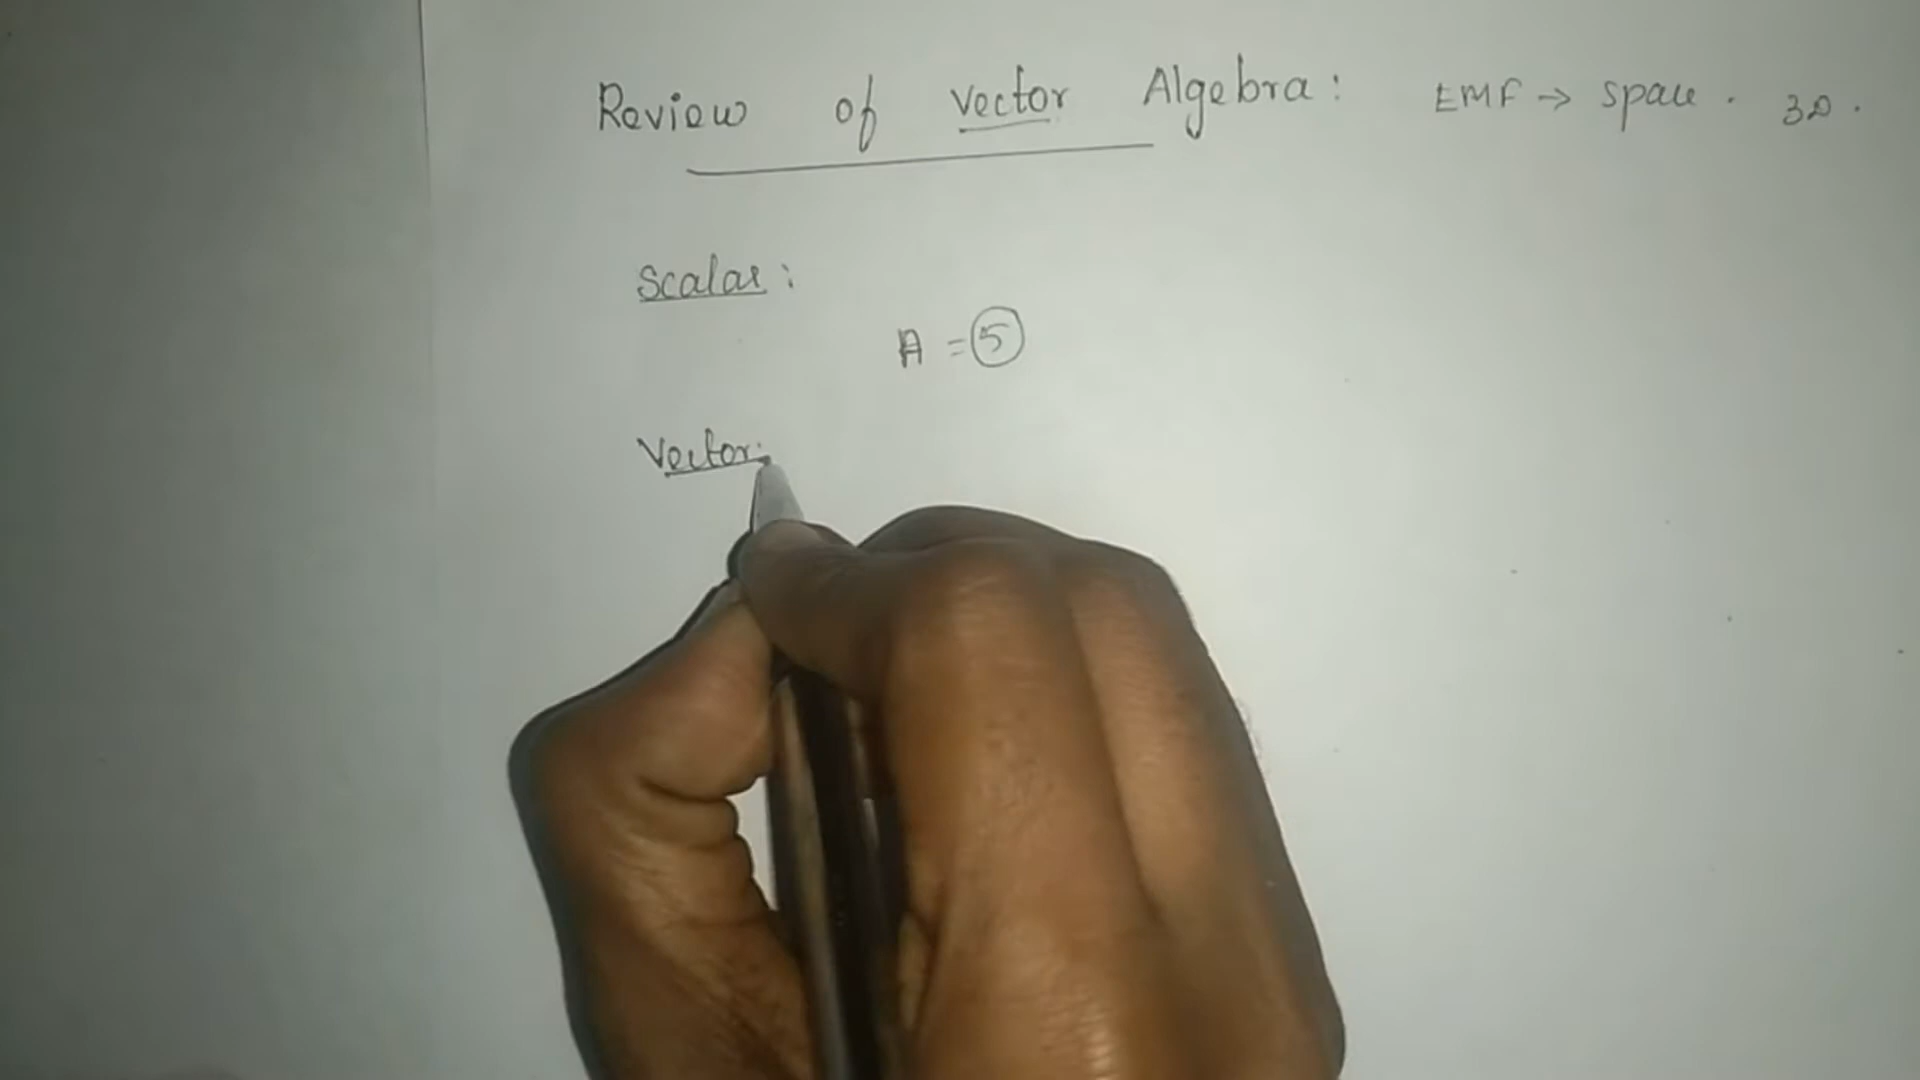 Review of vector Algebra: EMF → space . 3D .
Scalar :
A = 5
Vector: